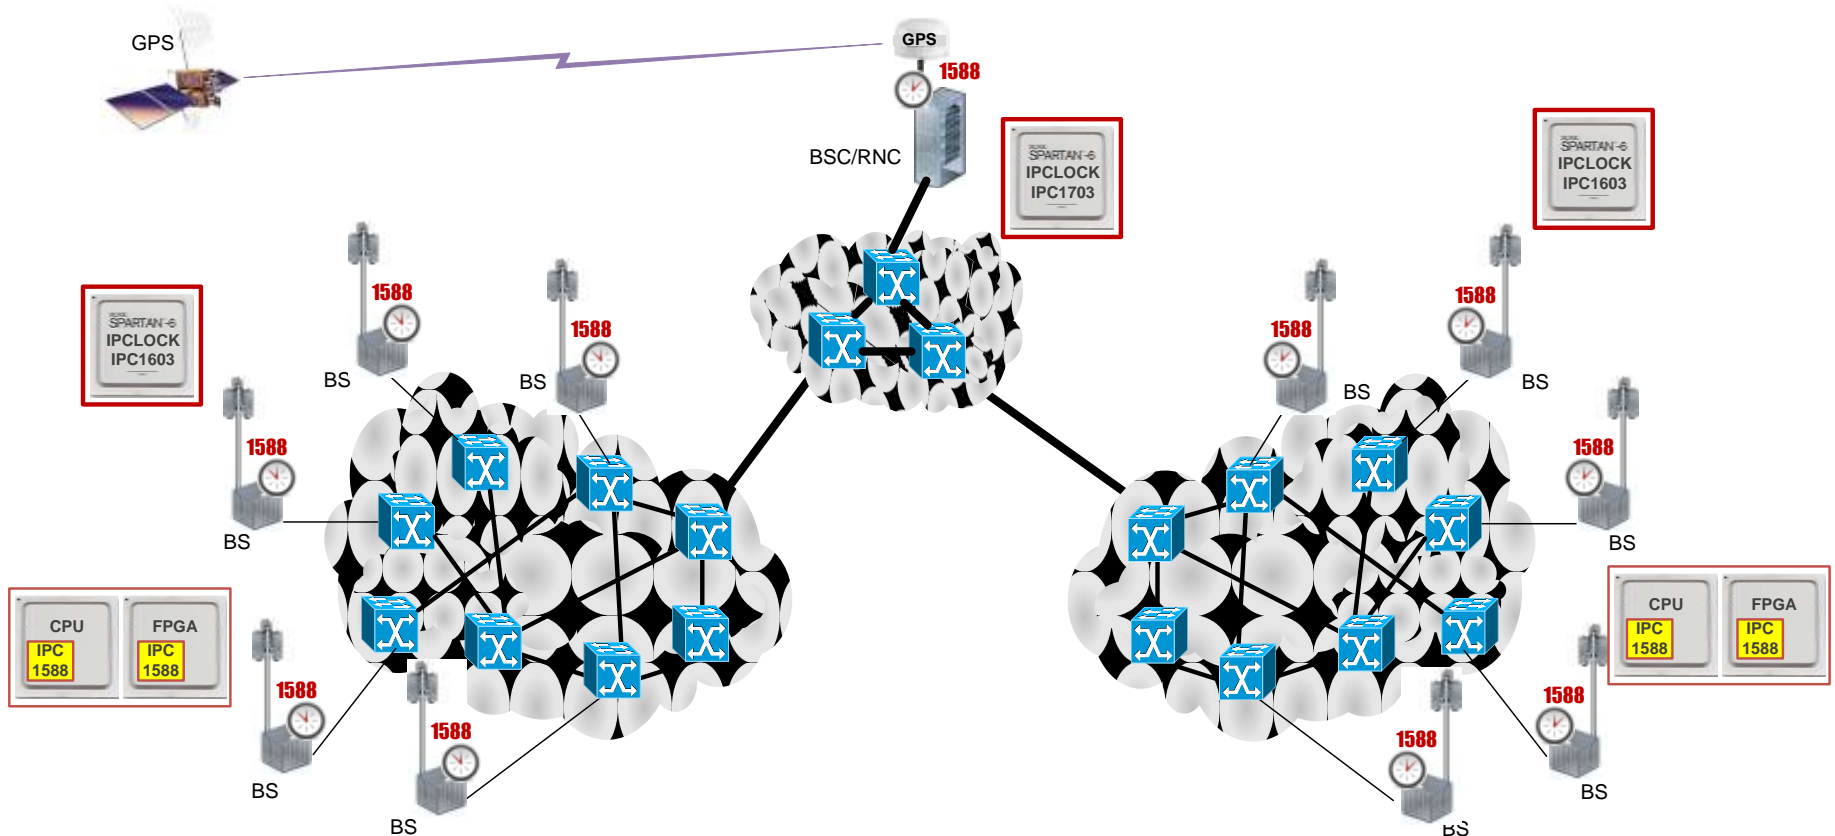 GPS
GPS
1588
BSC/RNC
SPARTAN-6
IPCLOCK
IPC1703
SPARTAN-6
IPCLOCK
IPC1603
1588
BS
1588
BS
SPARTAN-6
IPCLOCK
IPC1603
1588
BS
1588
BS
1588
BS
1588
BS
CPU
IPC
1588
FPGA
IPC
1588
1588
BS
1588
BS
CPU
IPC
1588
FPGA
IPC
1588
1588
BS
1588
BS